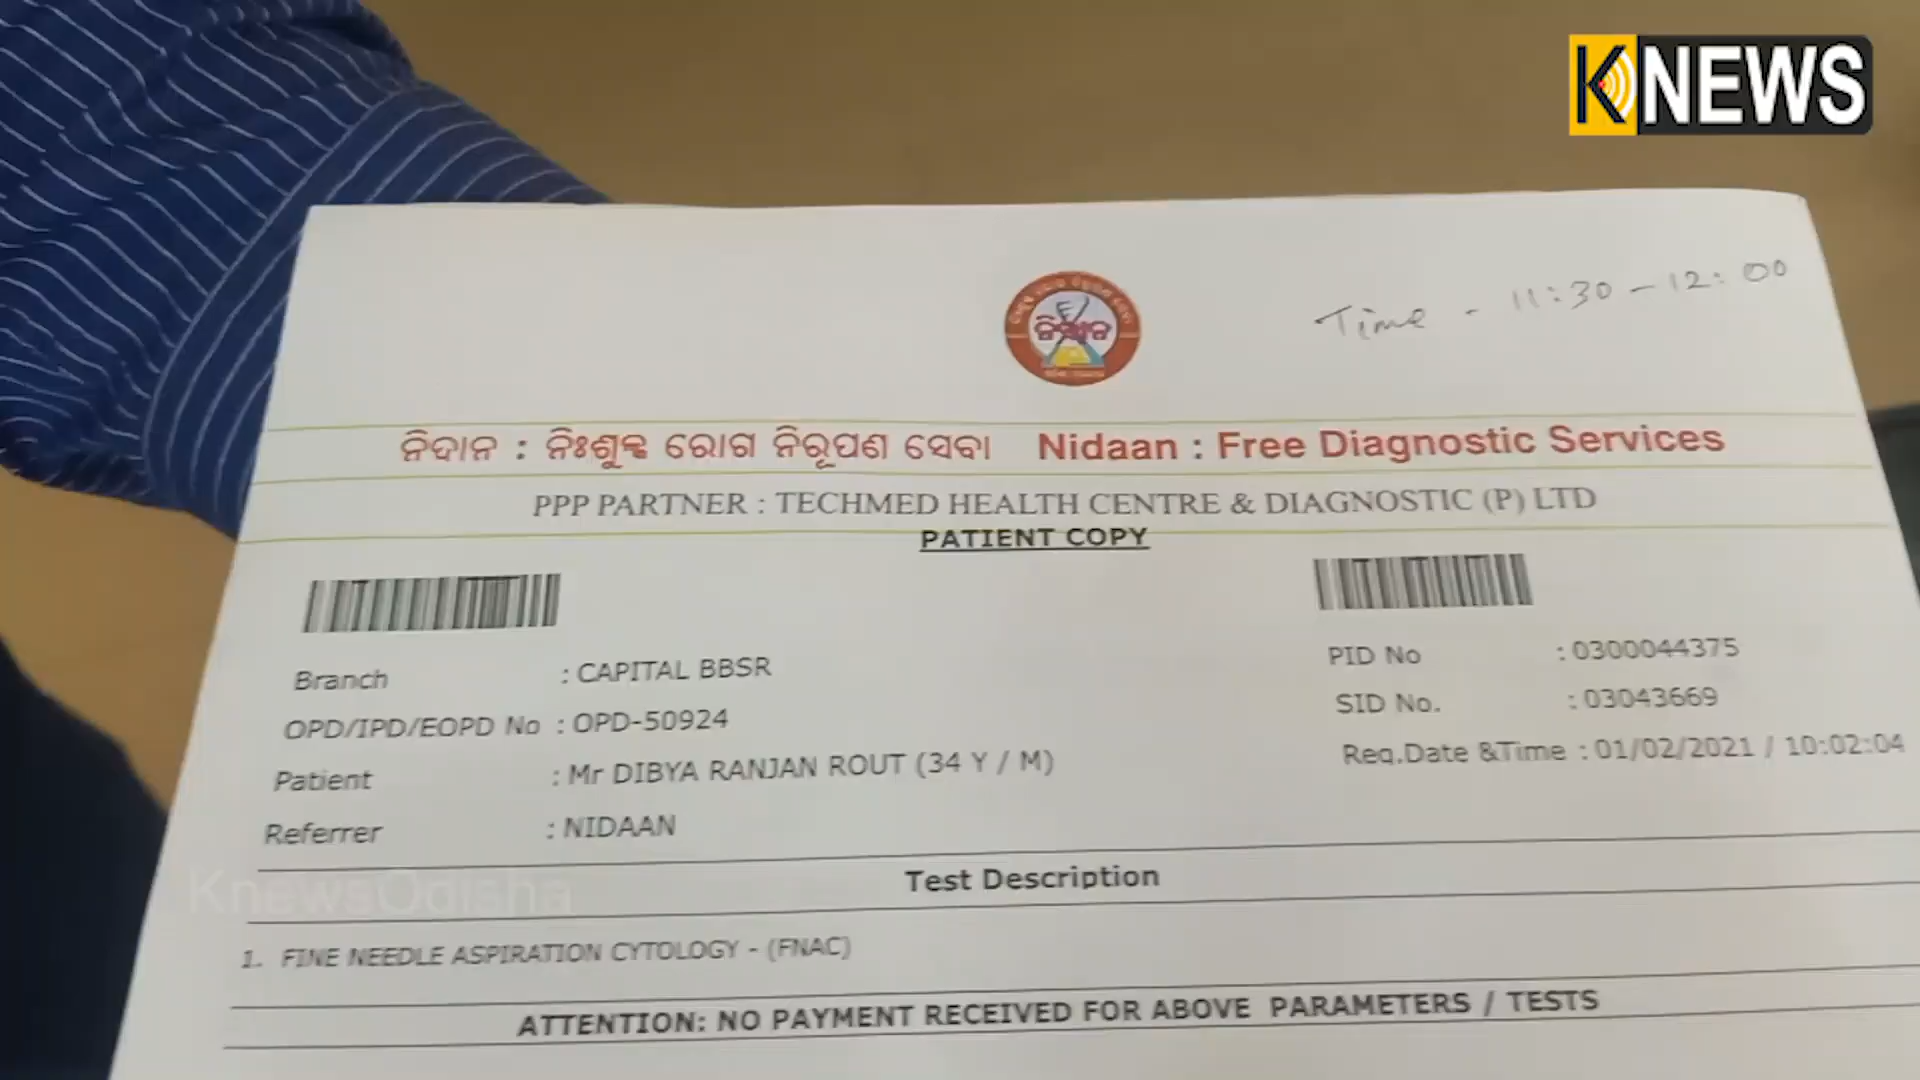 KNEWS
Time - 11:30 - 12:00
ନିଦାନ
ନିଦାନ : ନିଃଶୁଳ୍କ ରୋଗ ନିରୂପଣ ସେବା Nidaan : Free Diagnostic Services
PPP PARTNER : TECHMED HEALTH CENTRE & DIAGNOSTIC (P) LTD
PATIENT COPY
Branch : CAPITAL BBSR
PID No : 0300044375
OPD/IPD/EOPD No : OPD-50924
SID No. : 03043669
Patient : Mr DIBYA RANJAN ROUT (34 Y / M)
Req.Date &Time : 01/02/2021 / 10:02:04
Referrer : NIDAAN
Test Description
KnewsOdisha
1. FINE NEEDLE ASPIRATION CYTOLOGY - (FNAC)
ATTENTION: NO PAYMENT RECEIVED FOR ABOVE PARAMETERS / TESTS